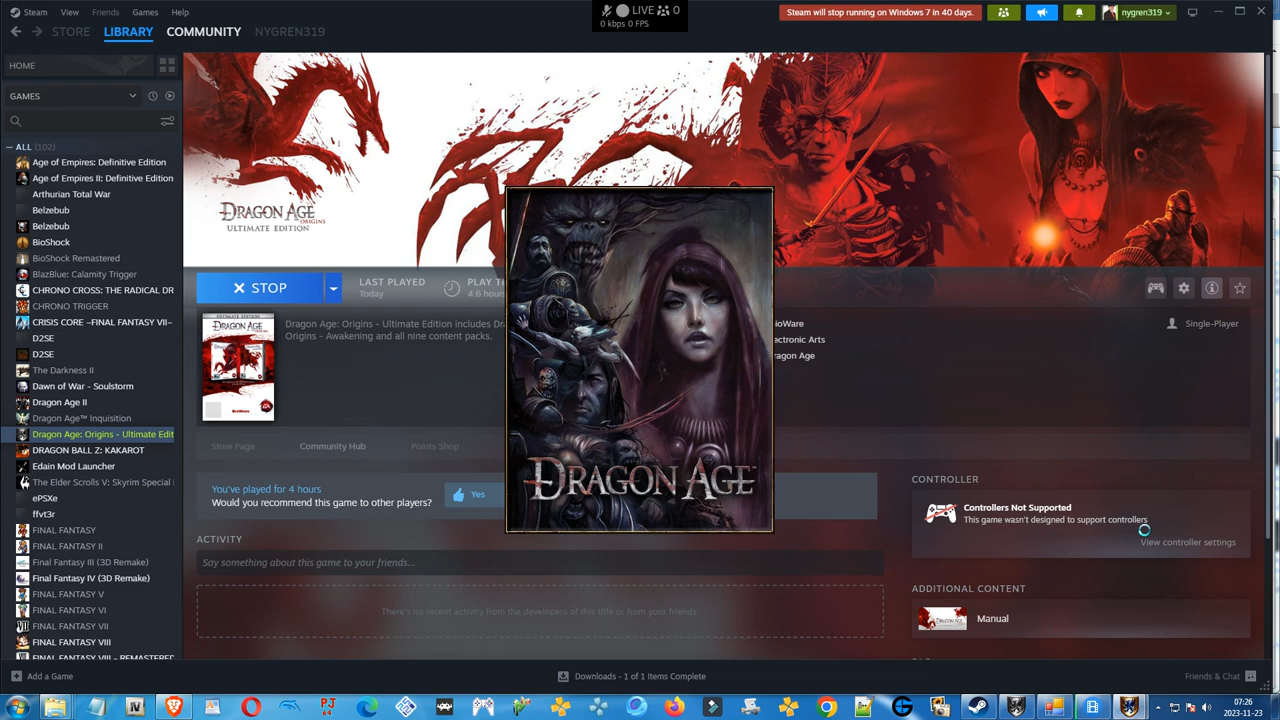 Steam View Friends Games Help
LIVE 0
0 kbps 0 FPS
Steam will stop running on Windows 7 in 40 days.
nygren319
STORE LIBRARY COMMUNITY NYGREN319
HOME
GAMES
ALL (102)
Age of Empires: Definitive Edition
Age of Empires II: Definitive Edition
Arthurian Total War
Belzebub
Belzebub
BioShock
BioShock Remastered
BlazBlue: Calamity Trigger
CHRONO CROSS: THE RADICAL DR
CHRONO TRIGGER
CRISIS CORE –FINAL FANTASY VII–
D2SE
D2SE
The Darkness II
Dawn of War - Soulstorm
Dragon Age II
Dragon Age™ Inquisition
Dragon Age: Origins - Ultimate Edit
DRAGON BALL Z: KAKAROT
Edain Mod Launcher
The Elder Scrolls V: Skyrim Special
ePSXe
ffvt3r
FINAL FANTASY
FINAL FANTASY II
Final Fantasy III (3D Remake)
Final Fantasy IV (3D Remake)
FINAL FANTASY V
FINAL FANTASY VI
FINAL FANTASY VII
FINAL FANTASY VIII
FINAL FANTASY VIII - REMASTERED
DRAGON AGE
ORIGINS
ULTIMATE EDITION
STOP
LAST PLAYED
Today
PLAY TI
4.6 hours
DRAGON AGE
Dragon Age: Origins - Ultimate Edition includes Dra
Origins - Awakening and all nine content packs.
ioWare
ectronic Arts
ragon Age
Single-Player
DRAGON AGE™
Store Page Community Hub Points Shop
You've played for 4 hours
Would you recommend this game to other players?
Yes
ACTIVITY
Say something about this game to your friends...
There's no recent activity from the developers of this title or from your friends.
CONTROLLER
Controllers Not Supported
This game wasn't designed to support controllers
View controller settings
ADDITIONAL CONTENT
Manual
Add a Game
Downloads - 1 of 1 Items Complete
Friends & Chat
07:26
2023-11-23